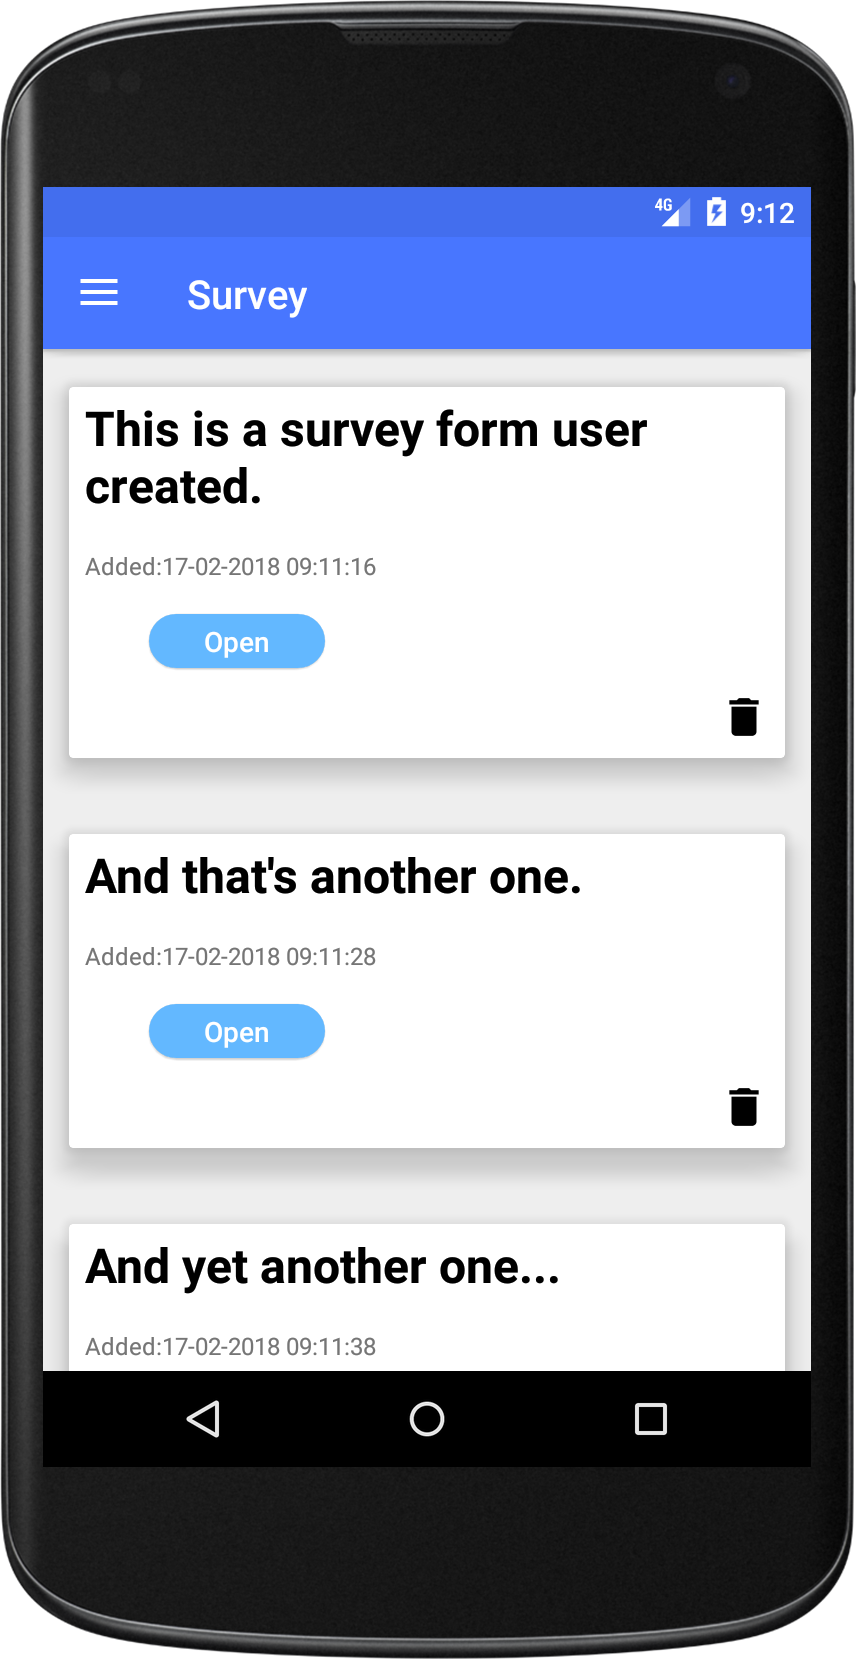 4G 9:12
Survey
This is a survey form user
created.
Added:17-02-2018 09:11:16
Open
And that's another one.
Added:17-02-2018 09:11:28
Open
And yet another one...
Added:17-02-2018 09:11:38